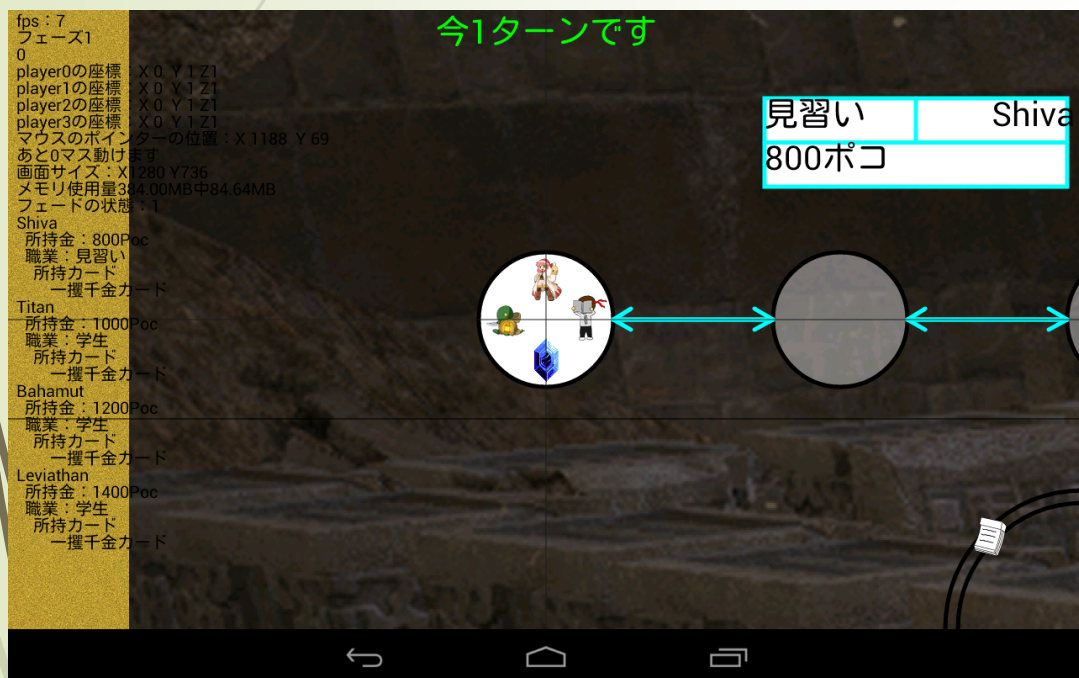 fps：7
フェーズ1
0
player0の座標：X 0 Y 1 Z1
player1の座標：X 0 Y 1 Z1
player2の座標：X 0 Y 1 Z1
player3の座標：X 0 Y 1 Z1
マウスのポインターの位置：X 1188 Y 69
あと0マス動けます
画面サイズ：X1280 Y736
メモリ使用量384.00MB中84.64MB
フェードの状態：1
Shiva
所持金：800Poc
職業：見習い
所持カード
一攫千金カード
Titan
所持金：1000Poc
職業：学生
所持カード
一攫千金カード
Bahamut
所持金：1200Poc
職業：学生
所持カード
一攫千金カード
Leviathan
所持金：1400Poc
職業：学生
所持カード
一攫千金カード
今1ターンです
見習い Shiva
800ポコ